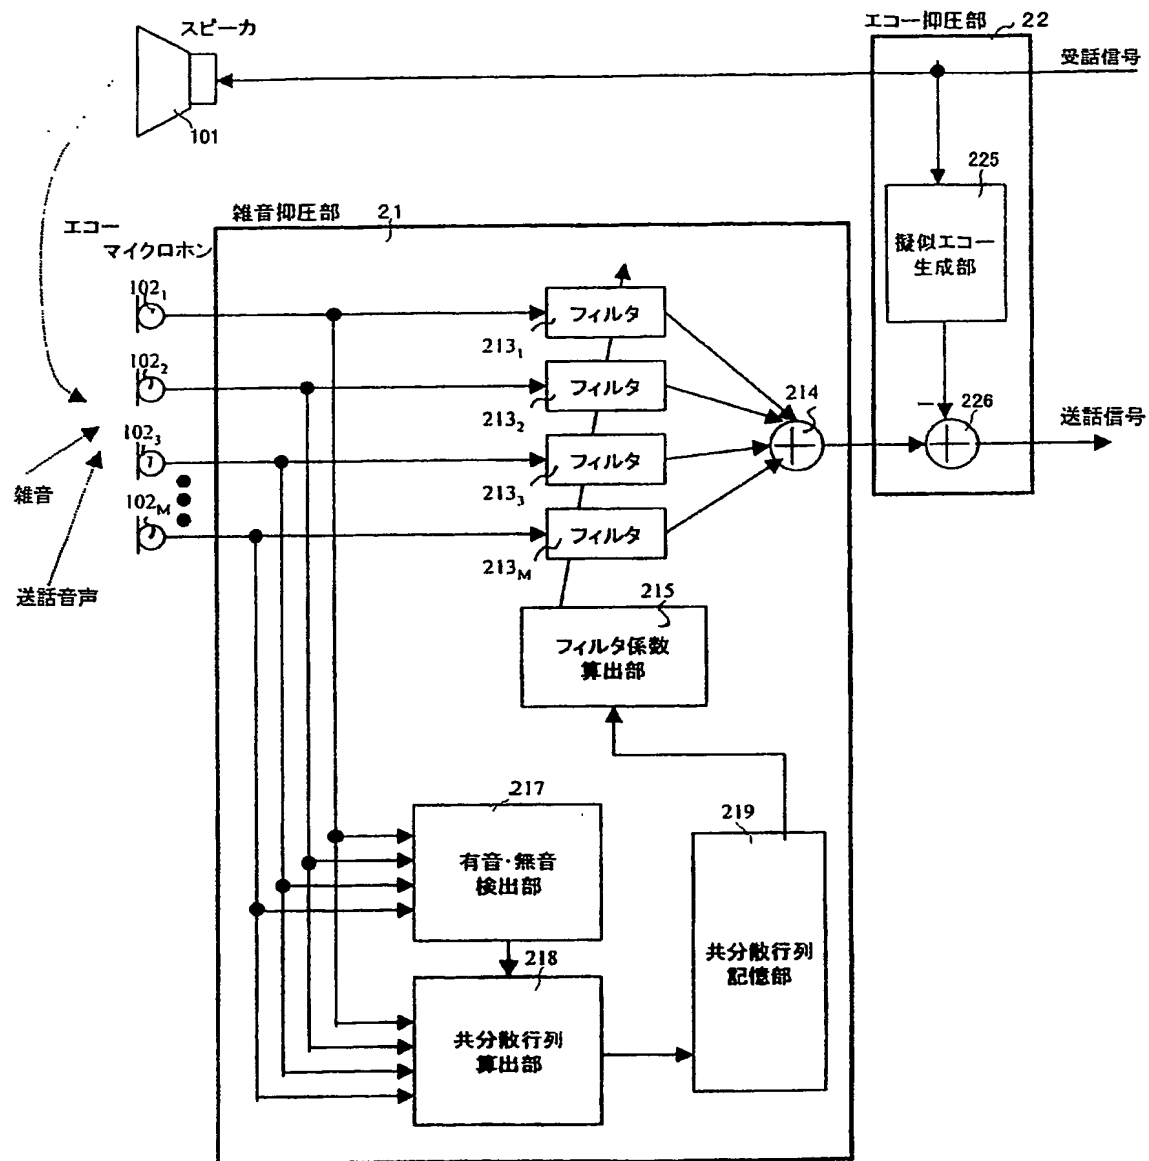 スピーカ
101
エコー抑圧部 22
受話信号
225
擬似エコー
生成部
226
−
送話信号
エコー
マイクロホン
雑音抑圧部 21
102₁
102₂
102₃
102M
雑音
送話音声
フィルタ
213₁
フィルタ
213₂
フィルタ
213₃
フィルタ
213M
214
215
フィルタ係数
算出部
217
有音・無音
検出部
218
共分散行列
算出部
219
共分散行列
記憶部